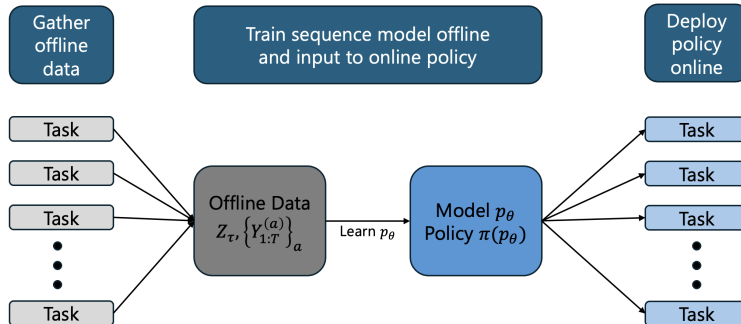 Gather
offline
data
Train sequence model offline
and input to online policy
Deploy
policy
online
Task
Task
Task
Task
Offline Data
Z_τ, {Y_{1:T}^{(a)}}_a
Learn p_θ
Model p_θ
Policy π(p_θ)
Task
Task
Task
Task